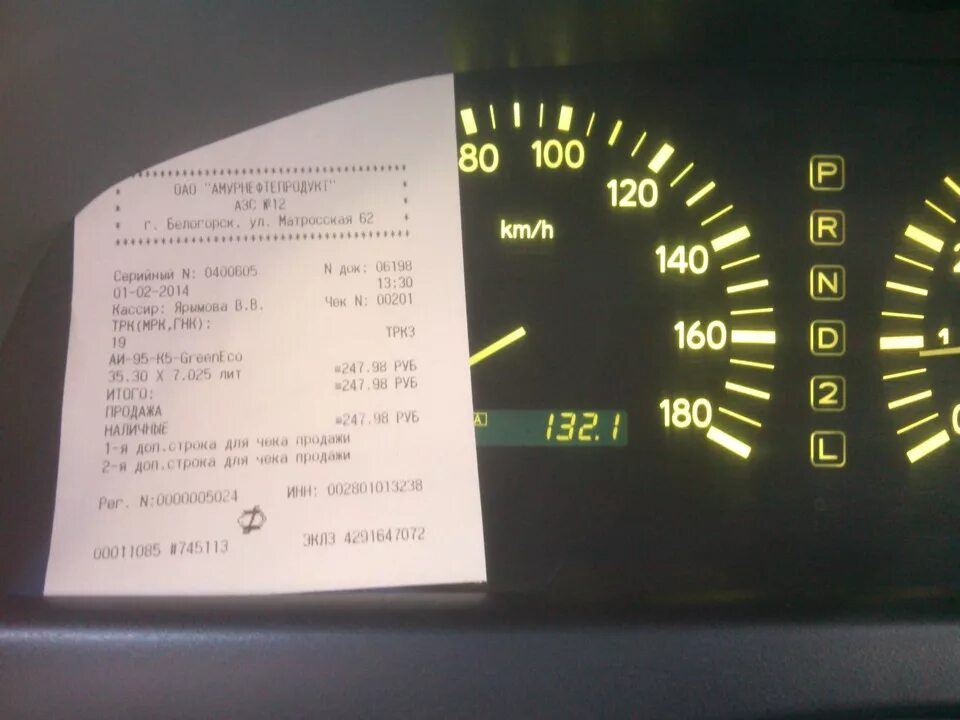 ****************************
* ОАО "АМУРНЕФТЕПРОДУКТ" *
* АЗС №12 *
* г. Белогорск. ул. Матросская 62 *
****************************
Серийный N: 0400605 N док: 06198
01-02-2014 13:30
Кассир: Ярымова В.В. Чек N: 00201
ТРК(МРК,ГНК): ТРК3
19
АИ-95-К5-GreenEco
35.30 X 7.025 лит ≡247.98 РУБ
ИТОГО: ≡247.98 РУБ
ПРОДАЖА
НАЛИЧНЫЕ ≡247.98 РУБ
1-я доп.строка для чека продажи
2-я доп.строка для чека продажи
Рег. N:0000005024 ИНН: 002801013238
00011085 #745113 ЭКЛЗ 4291647072
80 100 120 140 160 180
km/h
A 132.1
P
R
N
D
2
L
1